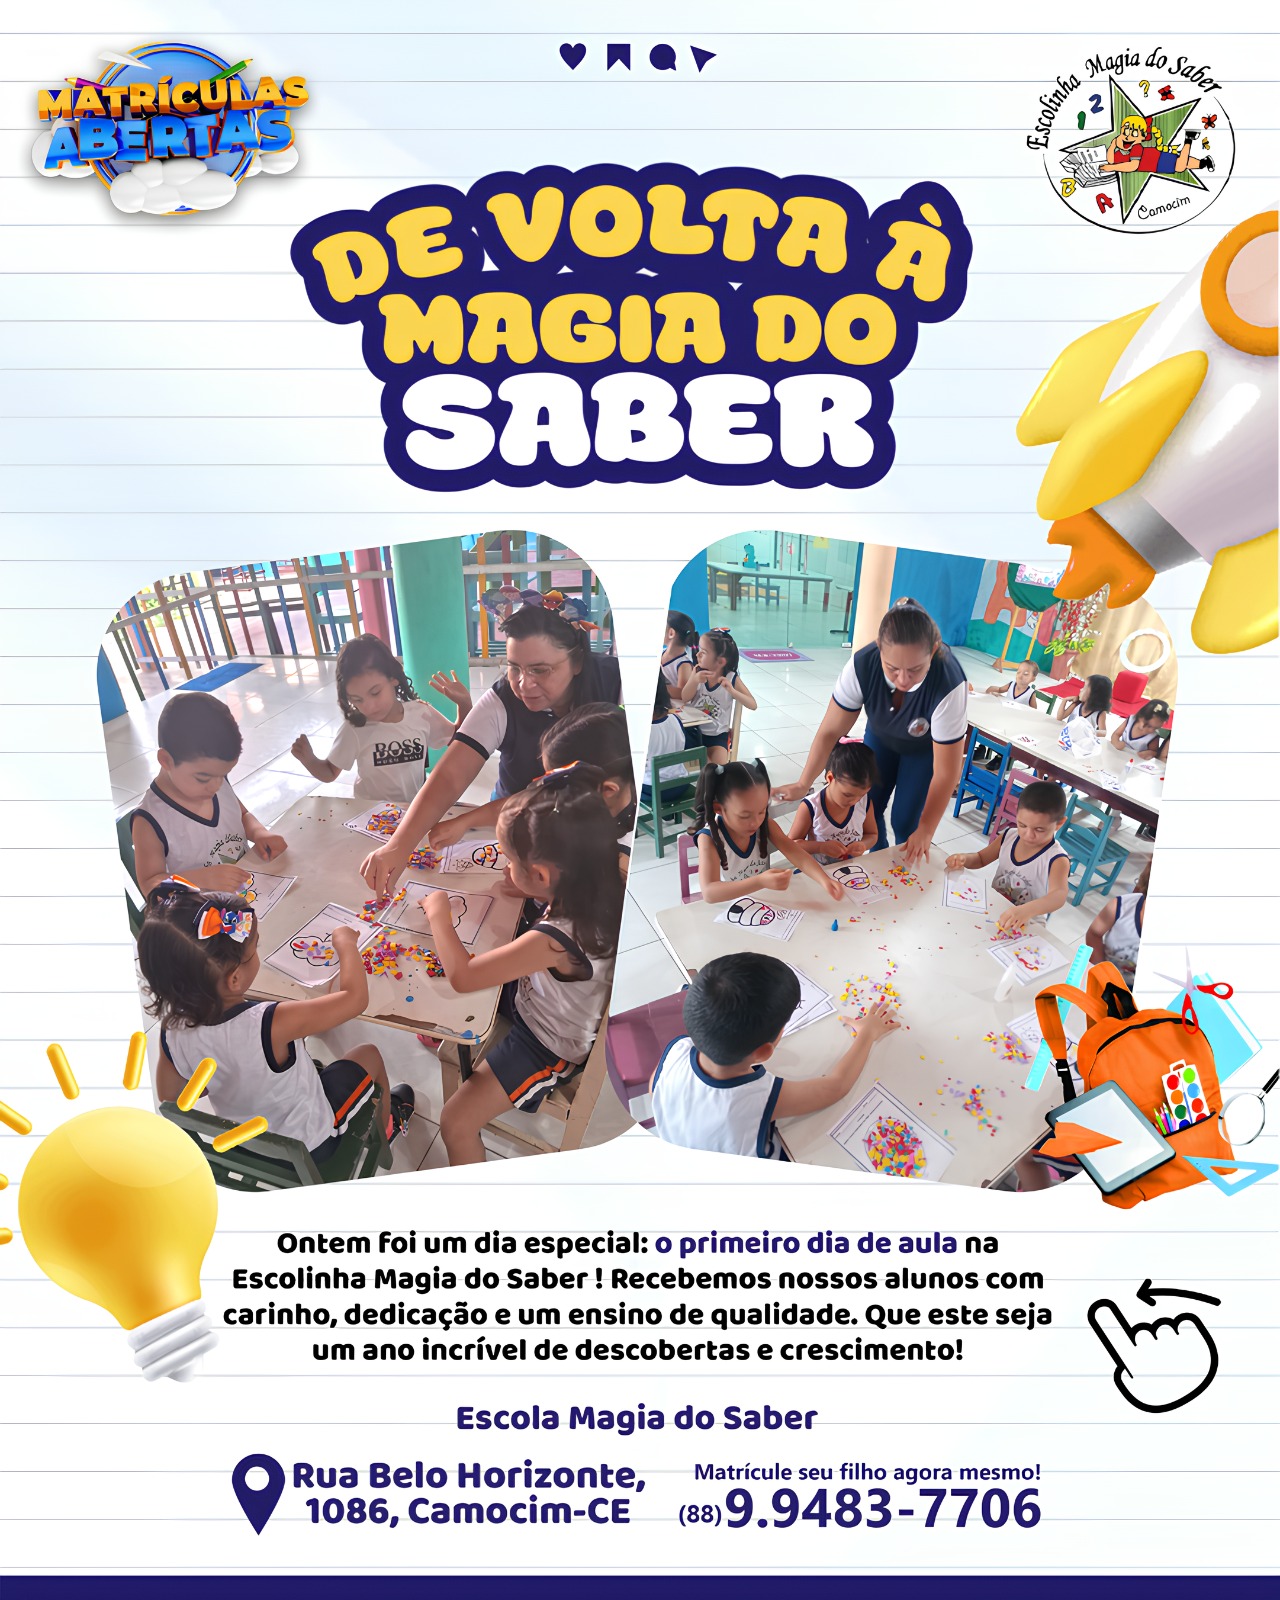 MATRÍCULAS
ABERTAS
Escolinha Magia do Saber
1 2 ?
B A
Camocim
DE VOLTA À
MAGIA DO
SABER
BOSS
Ontem foi um dia especial: o primeiro dia de aula na
Escolinha Magia do Saber ! Recebemos nossos alunos com
carinho, dedicação e um ensino de qualidade. Que este seja
um ano incrível de descobertas e crescimento!
Escola Magia do Saber
Rua Belo Horizonte,
1086, Camocim-CE
Matrícule seu filho agora mesmo!
(88) 9.9483-7706